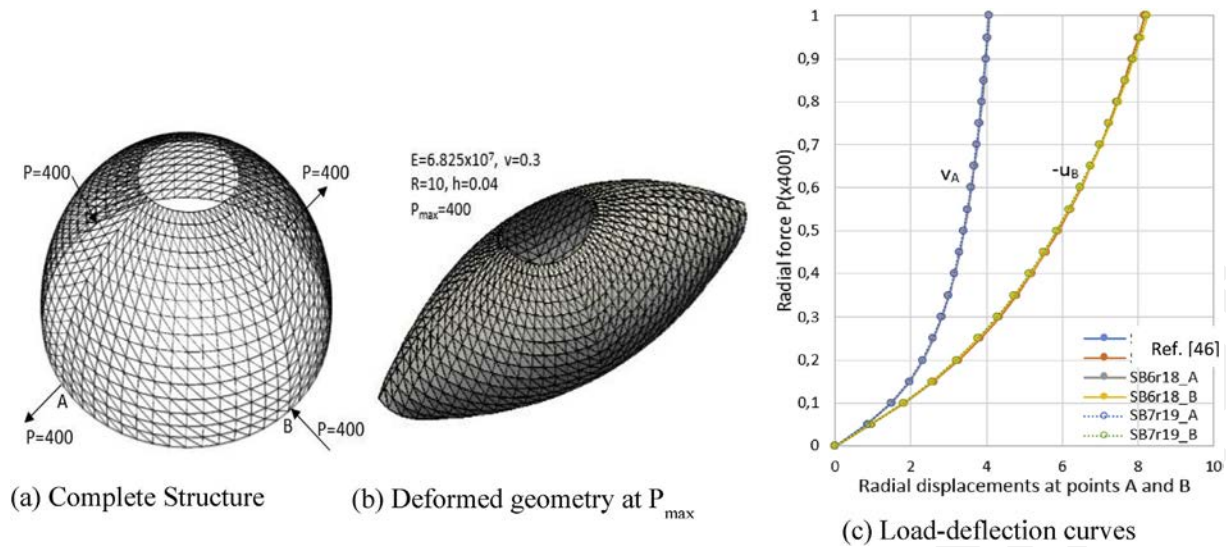 P=400
P=400
A
P=400
B
P=400
(a) Complete Structure
E=6.825x10⁷, v=0.3
R=10, h=0.04
Pmax=400
(b) Deformed geometry at Pmax
Radial force P(x400)
1
0,9
0,8
0,7
0,6
0,5
0,4
0,3
0,2
0,1
0
vA
-uB
Ref. [46]
SB6r18_A
SB6r18_B
SB7r19_A
SB7r19_B
0 2 4 6 8 10
Radial displacements at points A and B
(c) Load-deflection curves